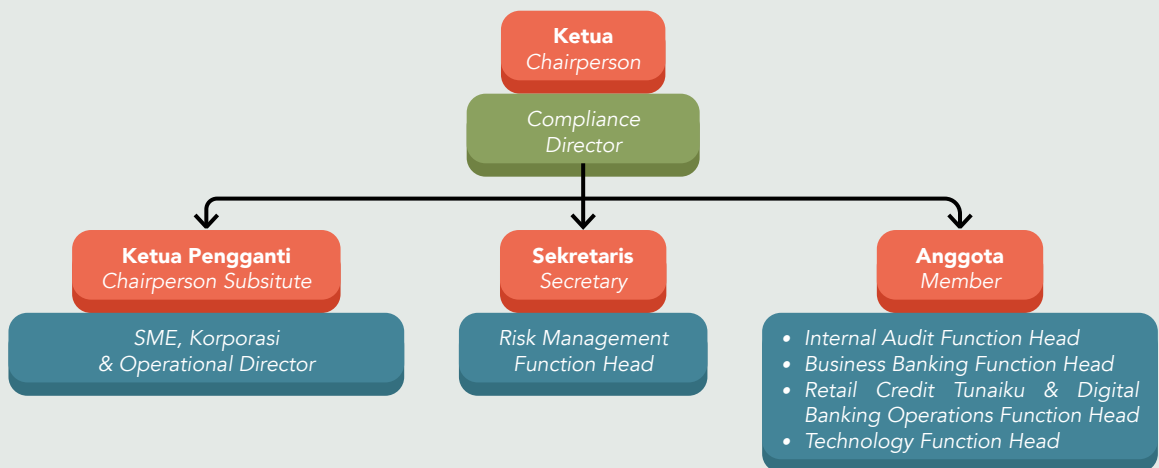 Ketua
Chairperson
Compliance
Director
Ketua Pengganti
Chairperson Subsitute
SME, Korporasi
& Operational Director
Sekretaris
Secretary
Risk Management
Function Head
Anggota
Member
• Internal Audit Function Head
• Business Banking Function Head
• Retail Credit Tunaiku & Digital
Banking Operations Function Head
• Technology Function Head